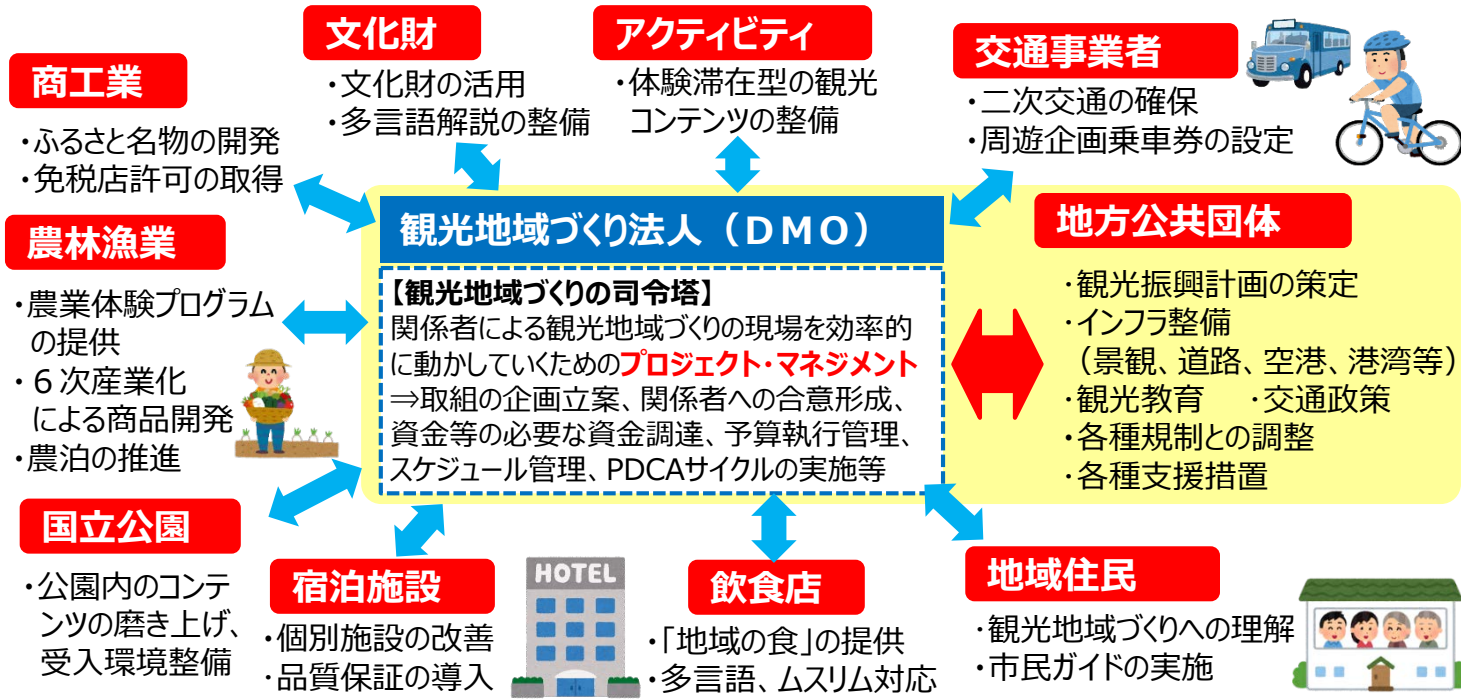 文化財
・文化財の活用
・多言語解説の整備
アクティビティ
・体験滞在型の観光
コンテンツの整備
交通事業者
・二次交通の確保
・周遊企画乗車券の設定
商工業
・ふるさと名物の開発
・免税店許可の取得
農林漁業
・農業体験プログラム
の提供
・６次産業化
による商品開発
・農泊の推進
観光地域づくり法人（ＤＭＯ）
【観光地域づくりの司令塔】
関係者による観光地域づくりの現場を効率的
に動かしていくためのプロジェクト・マネジメント
⇒取組の企画立案、関係者への合意形成、
資金等の必要な資金調達、予算執行管理、
スケジュール管理、PDCAサイクルの実施等
地方公共団体
・観光振興計画の策定
・インフラ整備
（景観、道路、空港、港湾等）
・観光教育　・交通政策
・各種規制との調整
・各種支援措置
国立公園
・公園内のコンテ
ンツの磨き上げ、
受入環境整備
宿泊施設
・個別施設の改善
・品質保証の導入
HOTEL
飲食店
・「地域の食」の提供
・多言語、ムスリム対応
地域住民
・観光地域づくりへの理解
・市民ガイドの実施